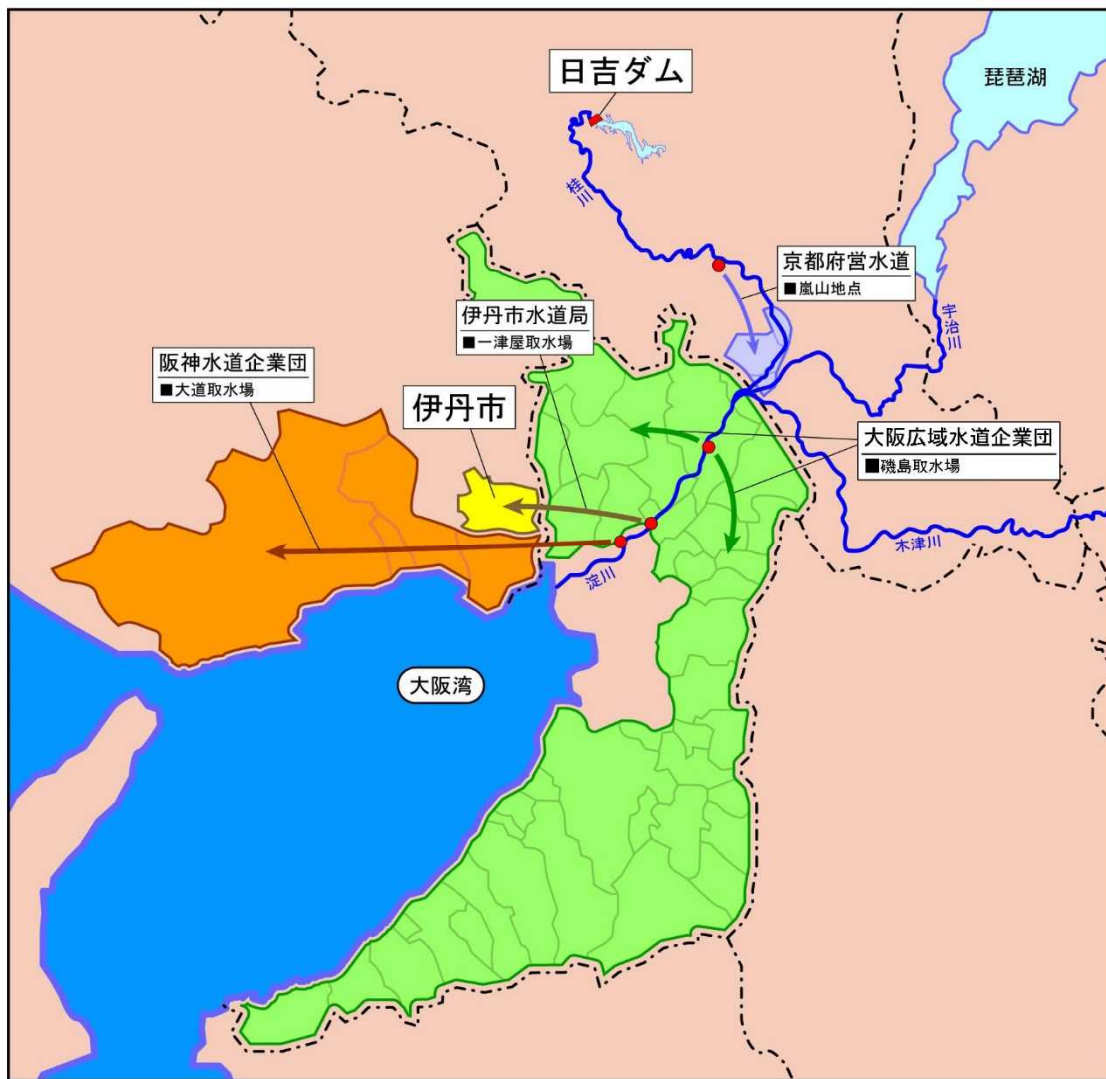 日吉ダム
琵琶湖
桂川
京都府営水道
■嵐山地点
宇治川
伊丹市水道局
■一津屋取水場
阪神水道企業団
■大道取水場
伊丹市
大阪広域水道企業団
■磯島取水場
木津川
淀川
大阪湾